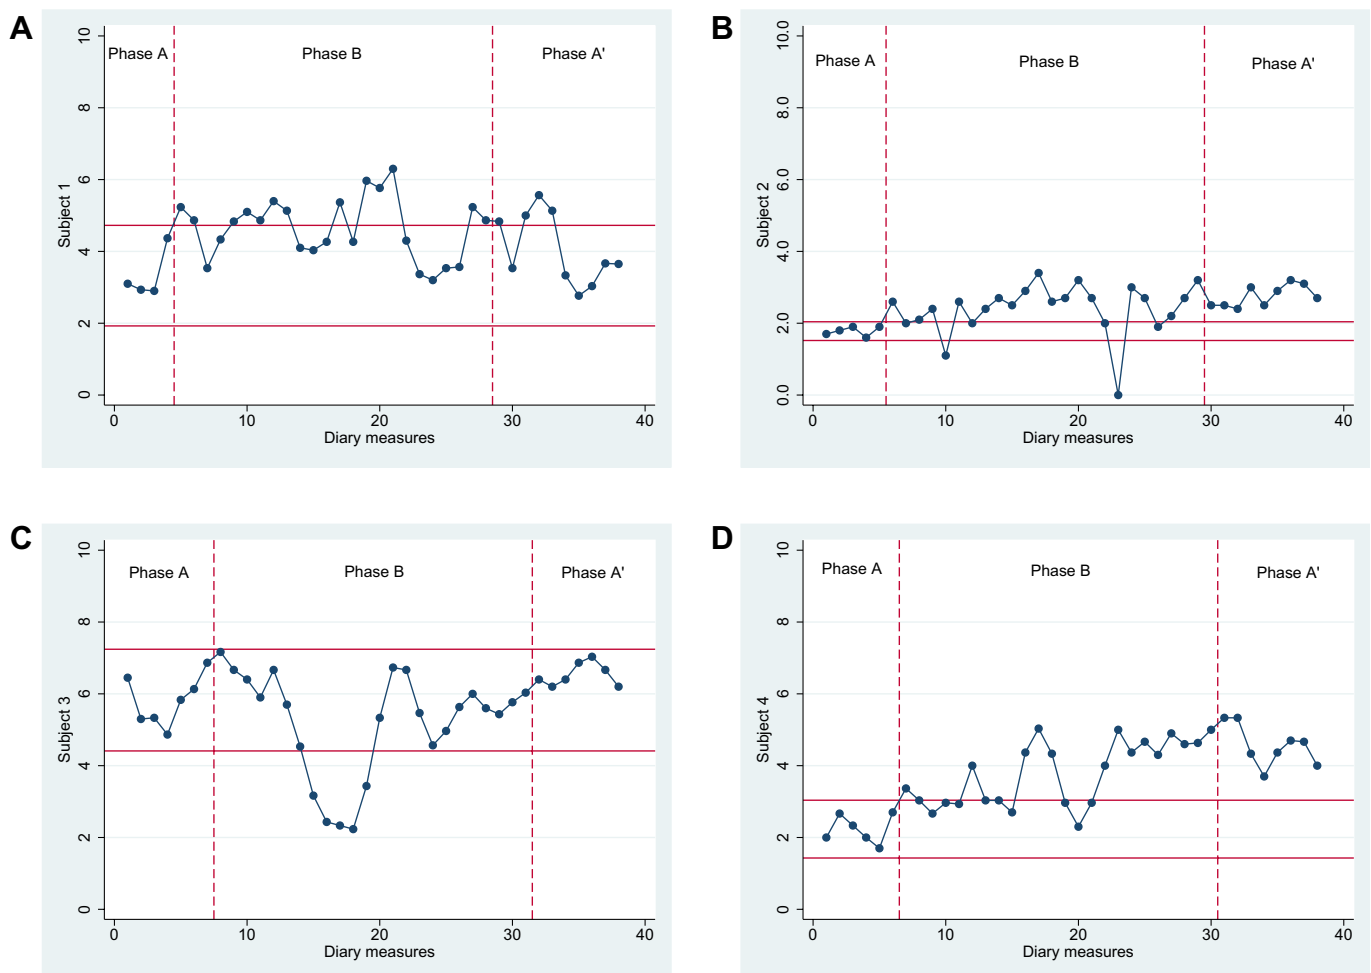 A
Phase A
Phase B
Phase A'
Subject 1
10
8
6
4
2
0
0
10
20
30
40
Diary measures
B
Phase A
Phase B
Phase A'
Subject 2
10.0
8.0
6.0
4.0
2.0
0.0
0
10
20
30
40
Diary measures
C
Phase A
Phase B
Phase A'
Subject 3
10
8
6
4
2
0
0
10
20
30
40
Diary measures
D
Phase A
Phase B
Phase A'
Subject 4
10
8
6
4
2
0
0
10
20
30
40
Diary measures